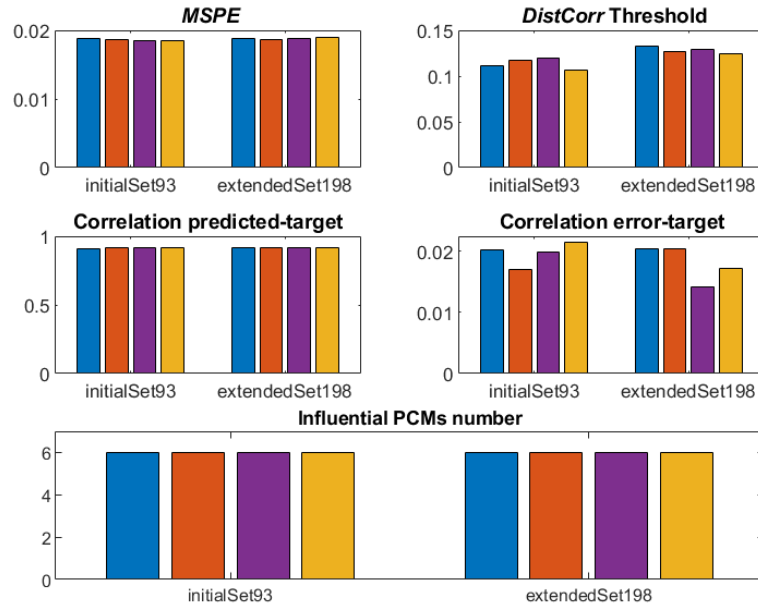 MSPE
0.02
0.01
0
initialSet93 extendedSet198
DistCorr Threshold
0.15
0.1
0.05
0
initialSet93 extendedSet198
Correlation predicted-target
1
0.5
0
initialSet93 extendedSet198
Correlation error-target
0.02
0.01
0
initialSet93 extendedSet198
Influential PCMs number
6
4
2
0
initialSet93 extendedSet198